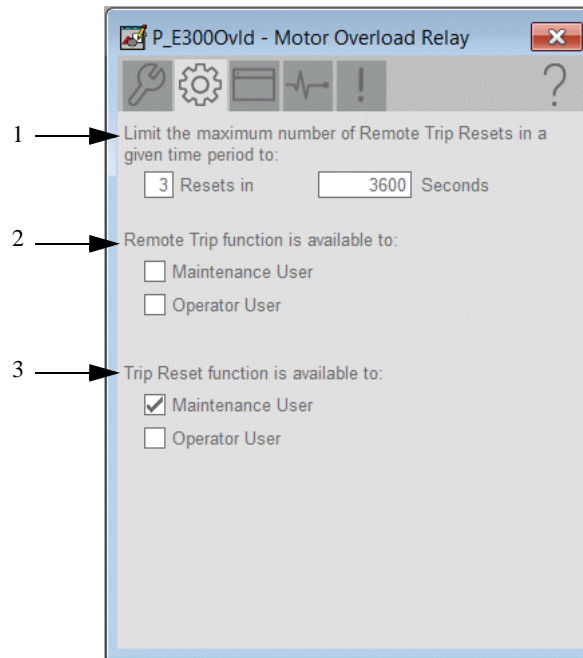 P_E300Ovld - Motor Overload Relay
1
Limit the maximum number of Remote Trip Resets in a
given time period to:
3 Resets in 3600 Seconds
2
Remote Trip function is available to:
Maintenance User
Operator User
3
Trip Reset function is available to:
Maintenance User
Operator User